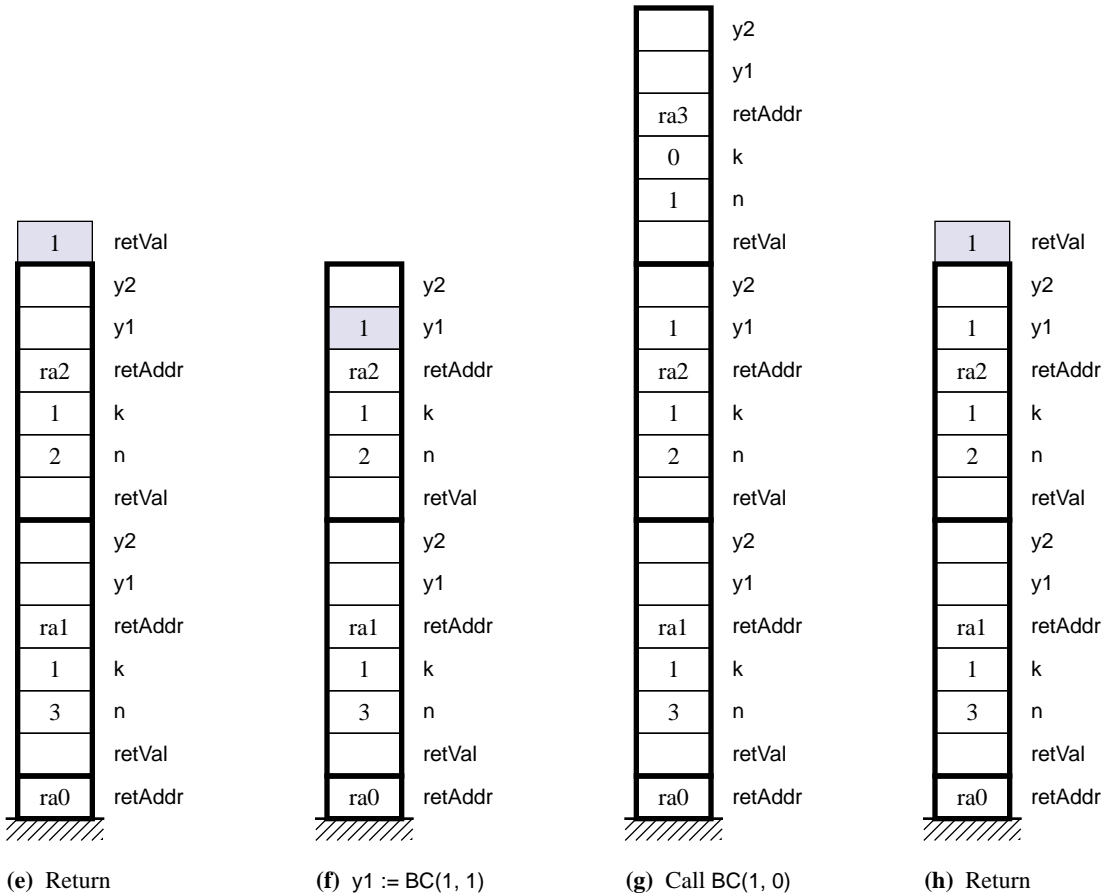 y2
y1
ra3 retAddr
0 k
1 n
1 retVal retVal 1 retVal
y2 y2 y2 y2
y1 1 y1 1 y1 1 y1
ra2 retAddr ra2 retAddr ra2 retAddr ra2 retAddr
1 k 1 k 1 k 1 k
2 n 2 n 2 n 2 n
retVal retVal retVal retVal
y2 y2 y2 y2
y1 y1 y1 y1
ra1 retAddr ra1 retAddr ra1 retAddr ra1 retAddr
1 k 1 k 1 k 1 k
3 n 3 n 3 n 3 n
retVal retVal retVal retVal
ra0 retAddr ra0 retAddr ra0 retAddr ra0 retAddr
(e) Return (f) y1 := BC(1, 1) (g) Call BC(1, 0) (h) Return